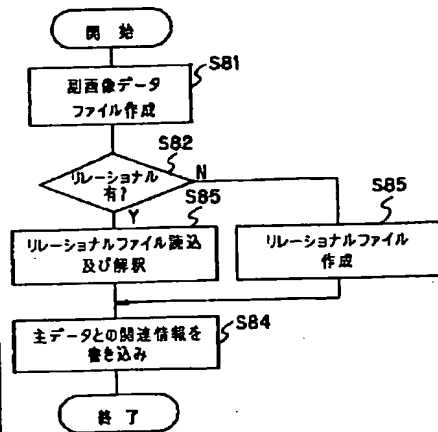 開始
S81
副画像データ
ファイル作成
S82
リレーショナル
有?
N
Y
S85
リレーショナルファイル読込
及び解釈
S85
リレーショナルファイル
作成
S84
主データとの関連情報を
書き込み
終了